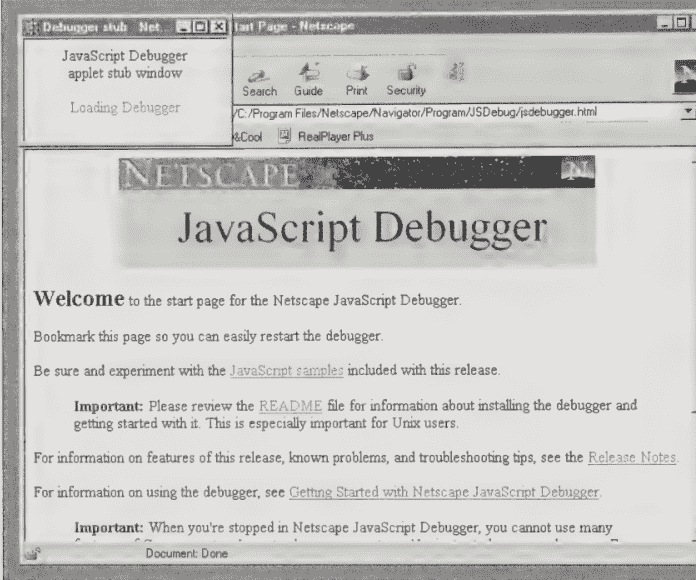 Debugger stub Net
tart Page - Netscape
JavaScript Debugger
applet stub window
Loading Debugger
Search Guide Print Security
/C:/Program Files/Netscape/Navigator/Program/JSDebug/jsdebugger.html
&Cool RealPlayer Plus
NETSCAPE N
JavaScript Debugger
Welcome to the start page for the Netscape JavaScript Debugger.
Bookmark this page so you can easily restart the debugger.
Be sure and experiment with the JavaScript samples included with this release.
Important: Please review the README file for information about installing the debugger and
getting started with it. This is especially important for Unix users.
For information on features of this release, known problems, and troubleshooting tips, see the Release Notes.
For information on using the debugger, see Getting Started with Netscape JavaScript Debugger.
Important: When you're stopped in Netscape JavaScript Debugger, you cannot use many
Document: Done